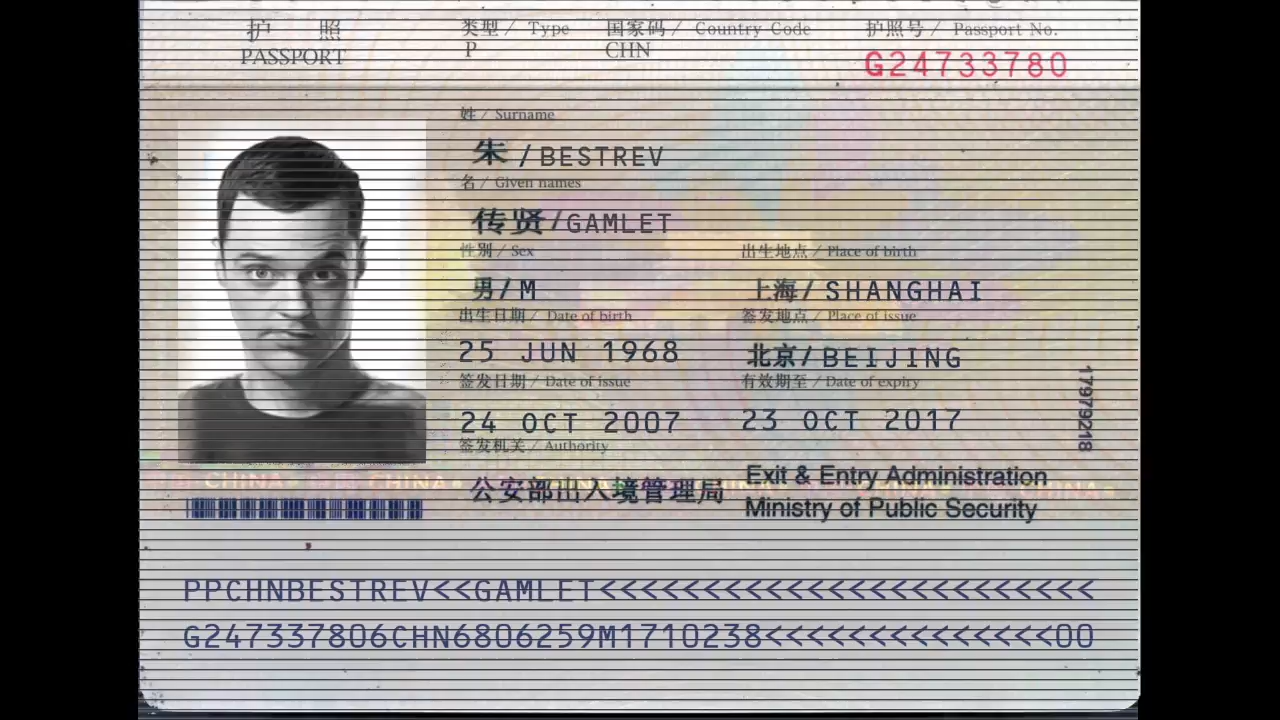 护 照 类型 / Type 国家码 / Country Code 护照号 / Passport No.
PASSPORT P CHN G24733780
姓 / Surname
朱 / BESTREV
名 / Given names
传贤 / GAMLET
性别 / Sex 出生地点 / Place of birth
男 / M 上海 / SHANGHAI
出生日期 / Date of birth 签发地点 / Place of issue
25 JUN 1968 北京 / BEIJING
签发日期 / Date of issue 有效期至 / Date of expiry
24 OCT 2007 23 OCT 2017
签发机关 / Authority
公安部出入境管理局 Exit & Entry Administration
Ministry of Public Security
17979218
CHINA CHINA CHINA CHINA
PPCHNBESTREV<<GAMLET<<<<<<<<<<<<<<<<<<<<<<<<
G247337806CHN6806259M1710238<<<<<<<<<<<<<<00